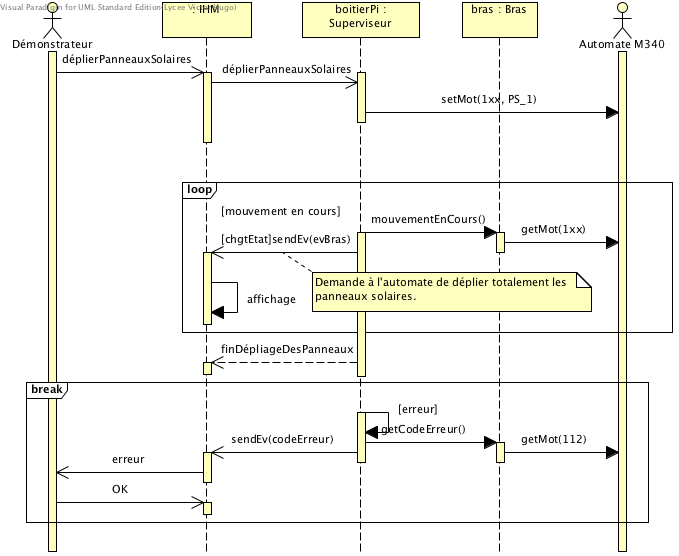 Visual Paradigm for UML Standard Edition(Lycee Victor Hugo)
: IHM
boitierPi :
Superviseur
bras : Bras
Démonstrateur
Automate M340
déplierPanneauxSolaires
déplierPanneauxSolaires
setMot(1xx, PS_1)
loop
[mouvement en cours]
mouvementEnCours()
getMot(1xx)
[chgtEtat]sendEv(evBras)
Demande à l'automate de déplier totalement les
panneaux solaires.
affichage
finDépliageDesPanneaux
break
[erreur]
getCodeErreur()
sendEv(codeErreur)
getMot(112)
erreur
OK